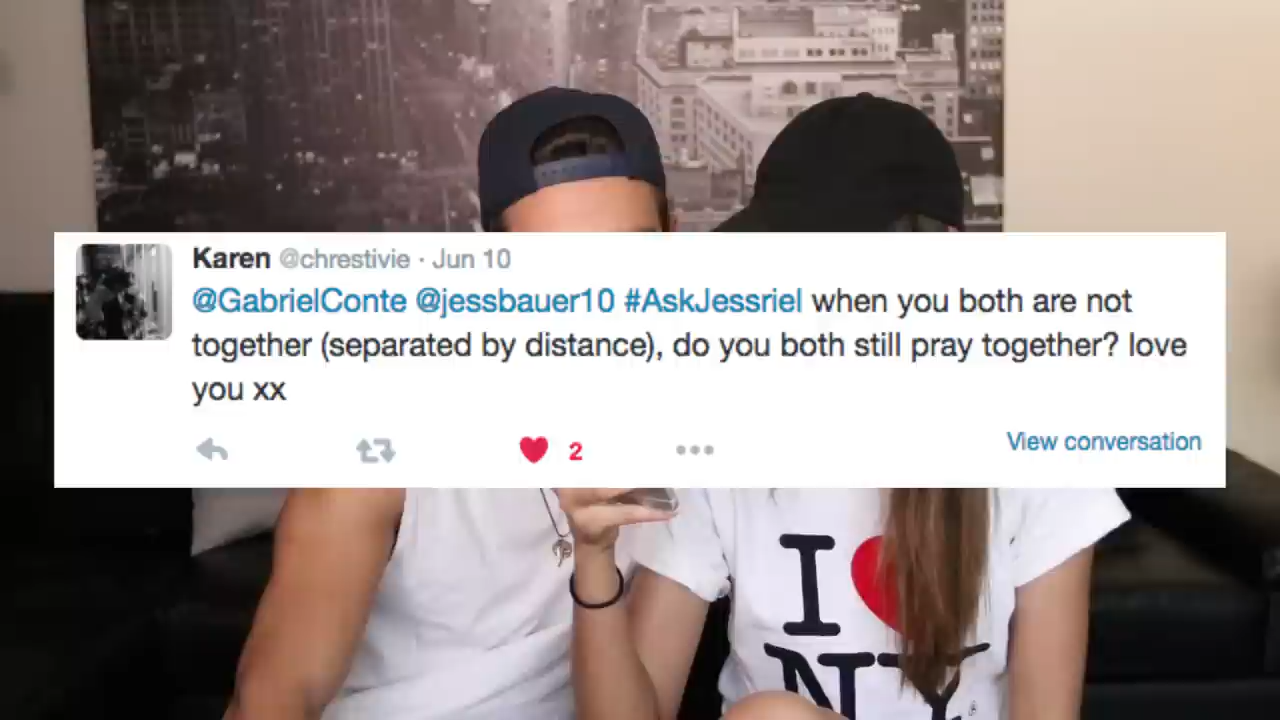 Karen @chrestivie · Jun 10
@GabrielConte @jessbauer10 #AskJessriel when you both are not
together (separated by distance), do you both still pray together? love
you xx
2
View conversation
I
NY